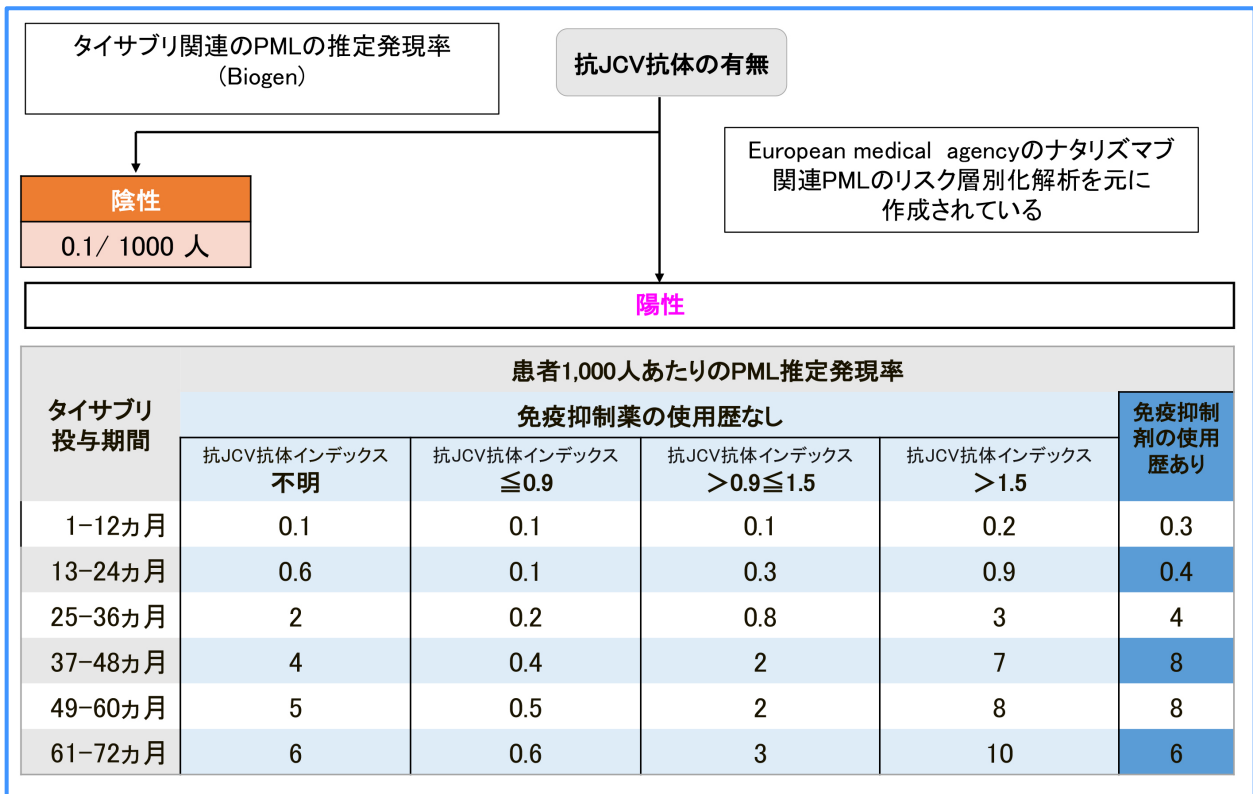 タイサブリ関連のPMLの推定発現率
(Biogen)
抗JCV抗体の有無
European medical agencyのナタリズマブ
関連PMLのリスク層別化解析を元に
作成されている
陰性
0.1/ 1000 人
陽性
タイサブリ
投与期間
患者1,000人あたりのPML推定発現率
免疫抑制薬の使用歴なし
免疫抑制
剤の使用
歴あり
抗JCV抗体インデックス
不明
抗JCV抗体インデックス
≦0.9
抗JCV抗体インデックス
＞0.9≦1.5
抗JCV抗体インデックス
＞1.5
1-12ヵ月 0.1 0.1 0.1 0.2 0.3
13-24ヵ月 0.6 0.1 0.3 0.9 0.4
25-36ヵ月 2 0.2 0.8 3 4
37-48ヵ月 4 0.4 2 7 8
49-60ヵ月 5 0.5 2 8 8
61-72ヵ月 6 0.6 3 10 6